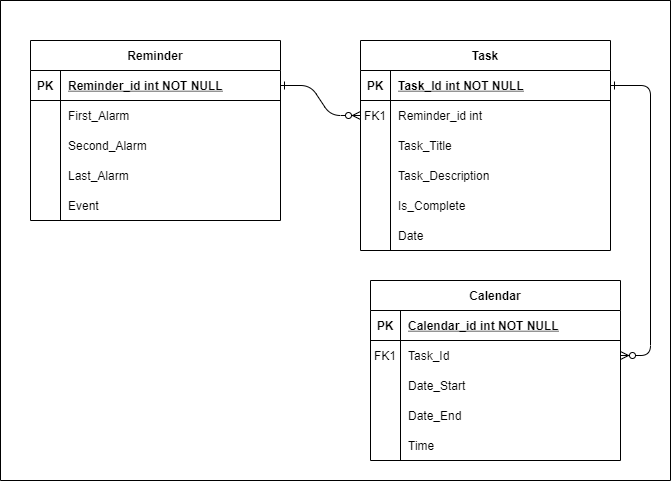 Reminder
PK Reminder_id int NOT NULL
First_Alarm
Second_Alarm
Last_Alarm
Event
Task
PK Task_Id int NOT NULL
FK1 Reminder_id int
Task_Title
Task_Description
Is_Complete
Date
Calendar
PK Calendar_id int NOT NULL
FK1 Task_Id
Date_Start
Date_End
Time